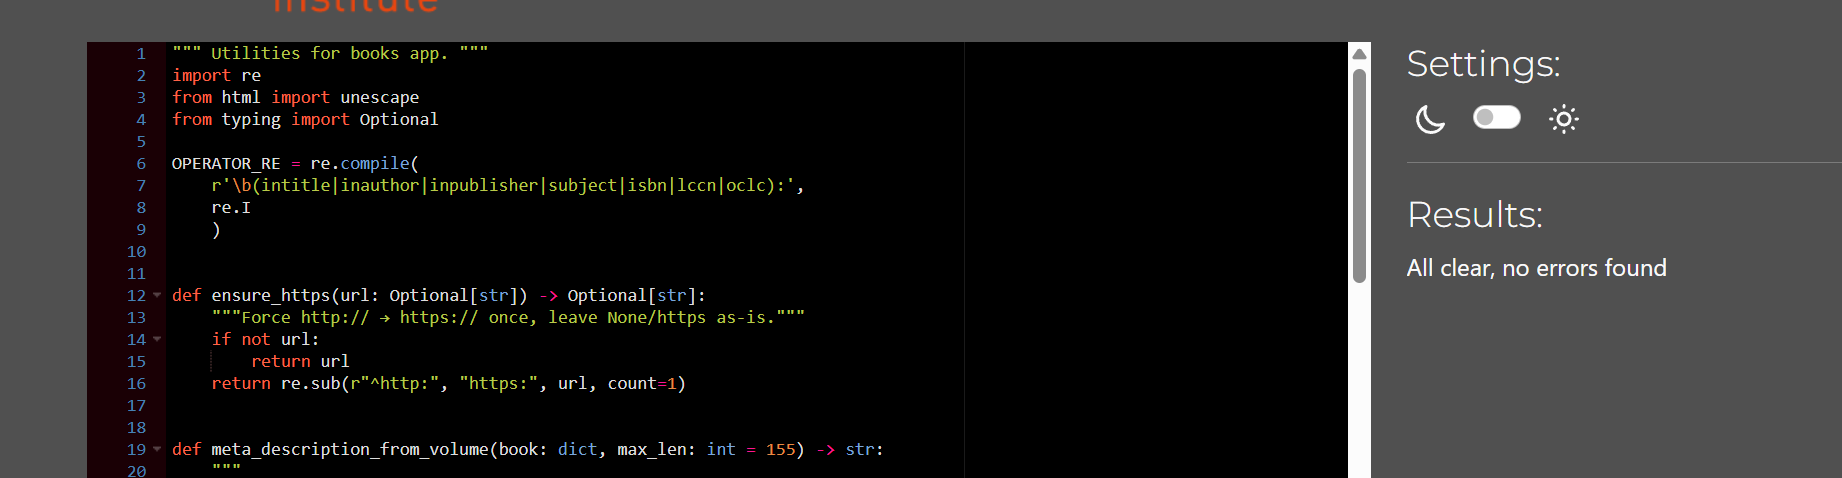 institute
1 """ Utilities for books app. """
2 import re
3 from html import unescape
4 from typing import Optional
5
6 OPERATOR_RE = re.compile(
7     r'\b(intitle|inauthor|inpublisher|subject|isbn|lccn|oclc):',
8     re.I
9     )
10
11
12 def ensure_https(url: Optional[str]) -> Optional[str]:
13     """Force http:// → https:// once, leave None/https as-is."""
14     if not url:
15         return url
16     return re.sub(r"^http:", "https:", url, count=1)
17
18
19 def meta_description_from_volume(book: dict, max_len: int = 155) -> str:
20     """
Settings:
Results:
All clear, no errors found